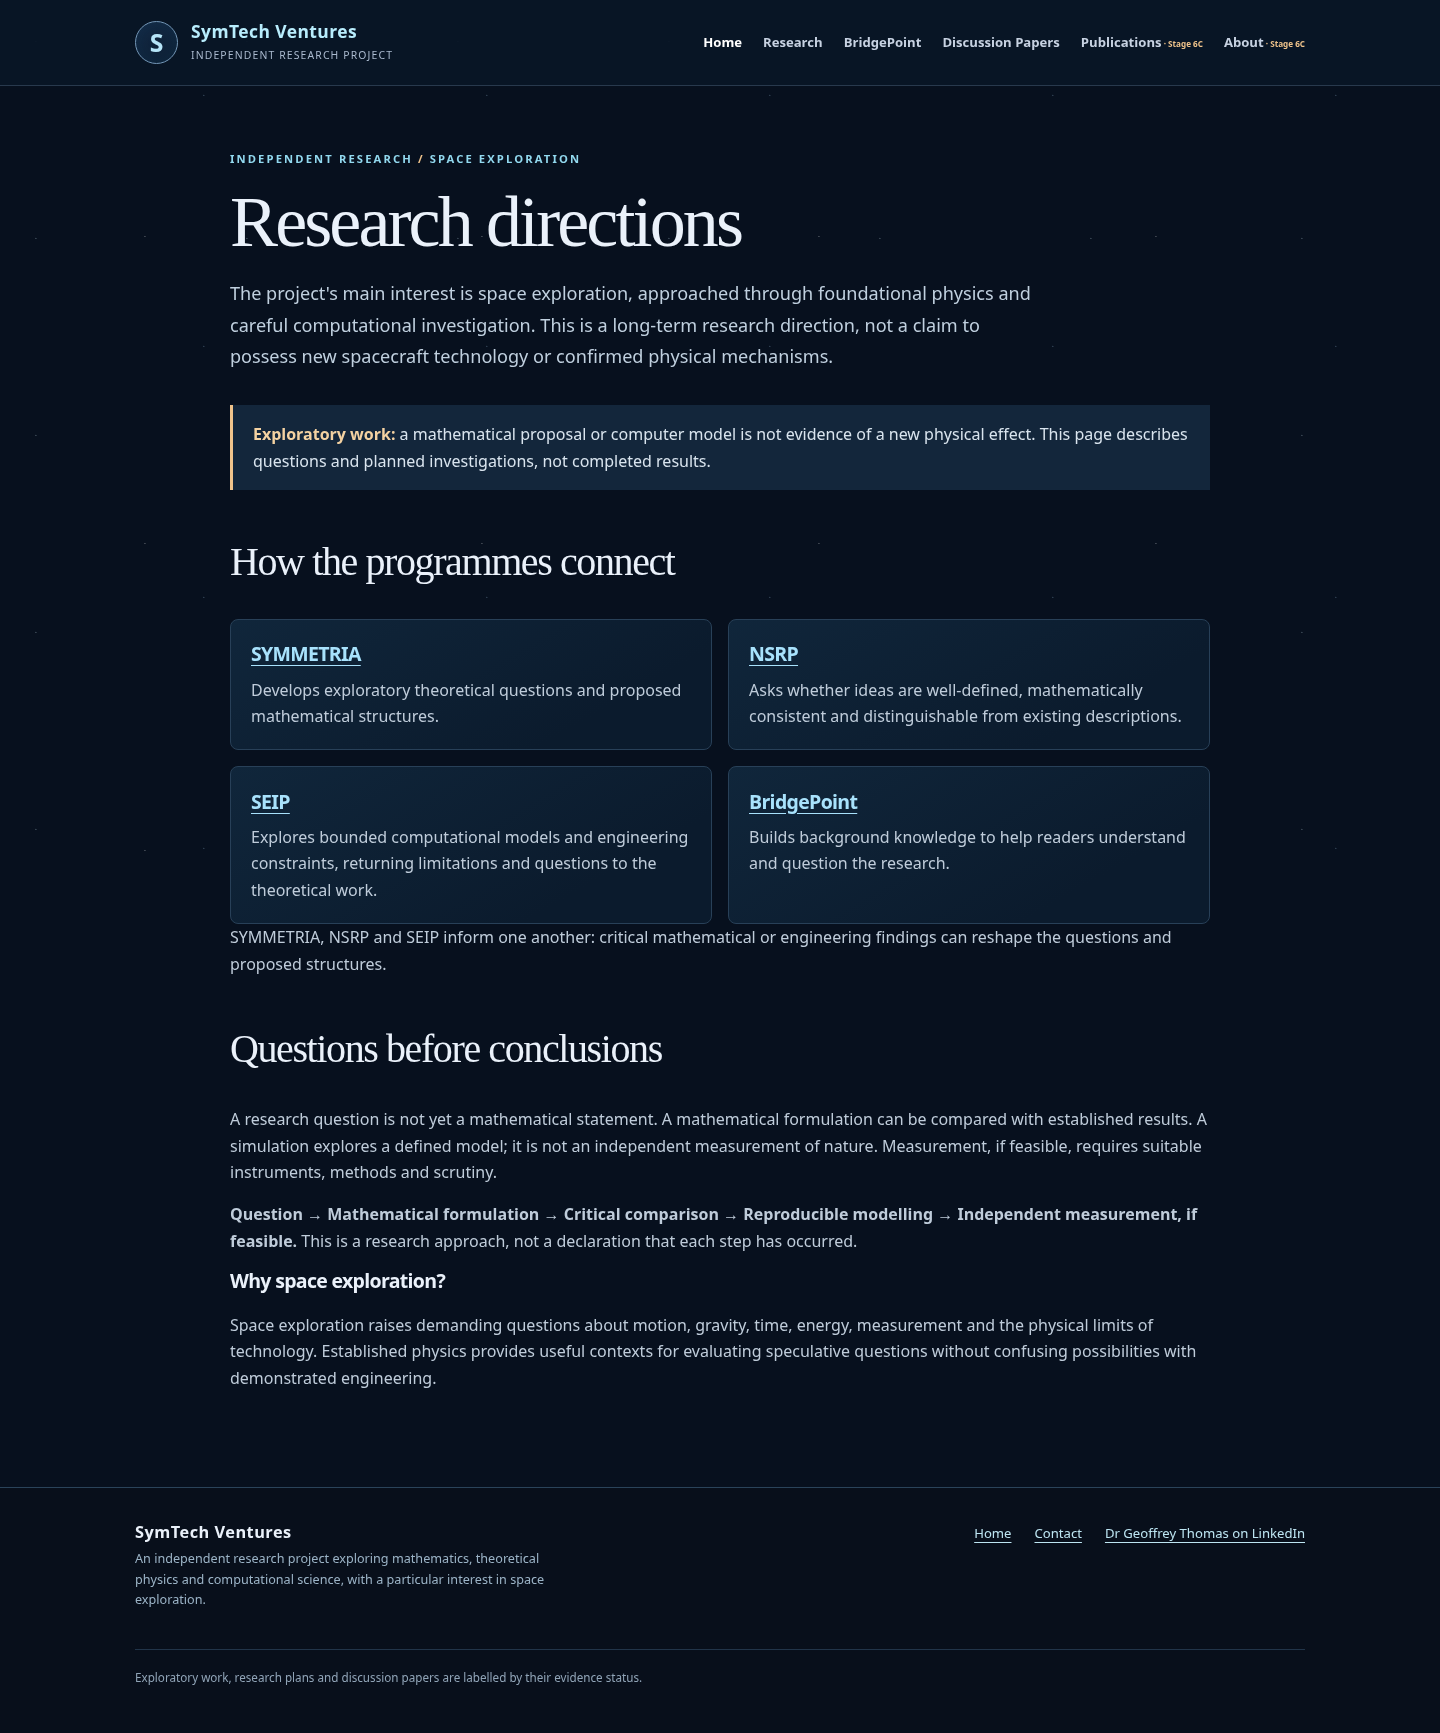 S
SymTech Ventures
INDEPENDENT RESEARCH PROJECT
Home Research BridgePoint Discussion Papers Publications · Stage 6C About · Stage 6C
INDEPENDENT RESEARCH / SPACE EXPLORATION
Research directions
The project's main interest is space exploration, approached through foundational physics and
careful computational investigation. This is a long-term research direction, not a claim to
possess new spacecraft technology or confirmed physical mechanisms.
Exploratory work: a mathematical proposal or computer model is not evidence of a new physical effect. This page describes
questions and planned investigations, not completed results.
How the programmes connect
SYMMETRIA
Develops exploratory theoretical questions and proposed
mathematical structures.
NSRP
Asks whether ideas are well-defined, mathematically
consistent and distinguishable from existing descriptions.
SEIP
Explores bounded computational models and engineering
constraints, returning limitations and questions to the
theoretical work.
BridgePoint
Builds background knowledge to help readers understand
and question the research.
SYMMETRIA, NSRP and SEIP inform one another: critical mathematical or engineering findings can reshape the questions and
proposed structures.
Questions before conclusions
A research question is not yet a mathematical statement. A mathematical formulation can be compared with established results. A
simulation explores a defined model; it is not an independent measurement of nature. Measurement, if feasible, requires suitable
instruments, methods and scrutiny.
Question → Mathematical formulation → Critical comparison → Reproducible modelling → Independent measurement, if
feasible. This is a research approach, not a declaration that each step has occurred.
Why space exploration?
Space exploration raises demanding questions about motion, gravity, time, energy, measurement and the physical limits of
technology. Established physics provides useful contexts for evaluating speculative questions without confusing possibilities with
demonstrated engineering.
SymTech Ventures
An independent research project exploring mathematics, theoretical
physics and computational science, with a particular interest in space
exploration.
Home Contact Dr Geoffrey Thomas on LinkedIn
Exploratory work, research plans and discussion papers are labelled by their evidence status.